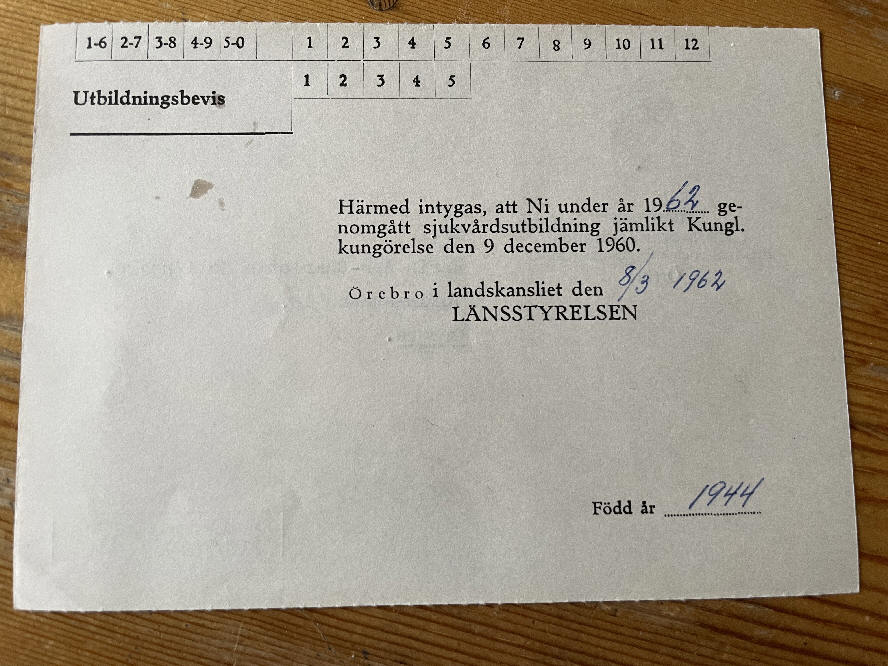 1-6 2-7 3-8 4-9 5-0 1 2 3 4 5 6 7 8 9 10 11 12
1 2 3 4 5
Utbildningsbevis
Härmed intygas, att Ni under år 1962 ge-
nomgått sjukvårdsutbildning jämlikt Kungl.
kungörelse den 9 december 1960.
Örebro i landskansliet den 8/3 1962
LÄNSSTYRELSEN
Född år 1944